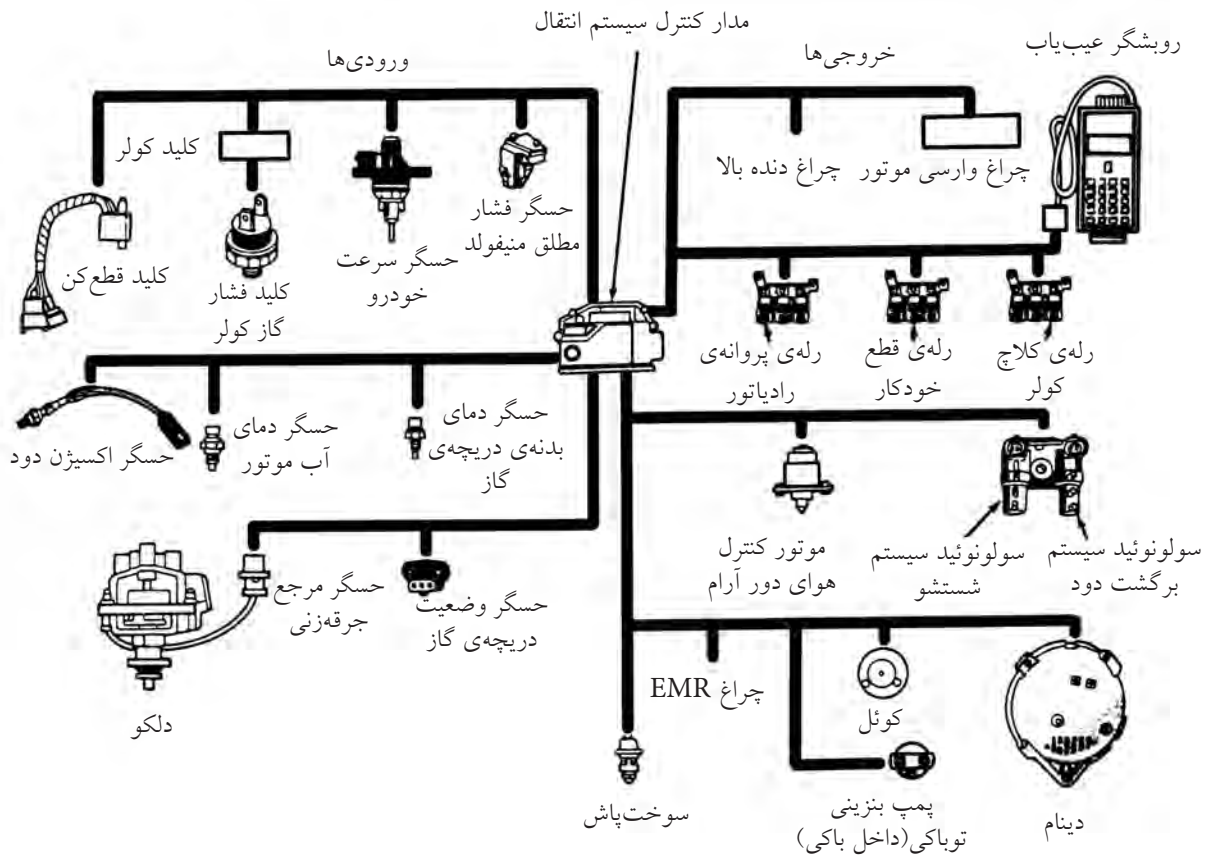 مدار کنترل سیستم انتقال
روبشگر عیب‌یاب
خروجی‌ها
ورودی‌ها
چراغ وارسی موتور
چراغ دنده بالا
کلید کولر
حسگر فشار
مطلق منیفولد
حسگر سرعت
خودرو
کلید فشار
گاز کولر
کلید قطع‌کن
رله‌ی کلاچ
کولر
رله‌ی قطع
خودکار
رله‌ی پروانه‌ی
رادیاتور
حسگر دمای
بدنه‌ی دریچه‌ی
گاز
حسگر دمای
آب موتور
حسگر اکسیژن دود
سولونوئید سیستم
برگشت دود
سولونوئید سیستم
شستشو
موتور کنترل
هوای دور آرام
حسگر وضعیت
دریچه‌ی گاز
حسگر مرجع
جرقه‌زنی
دلکو
چراغ EMR
کوئل
دینام
پمپ بنزینی
توباکی(داخل باکی)
سوخت‌پاش